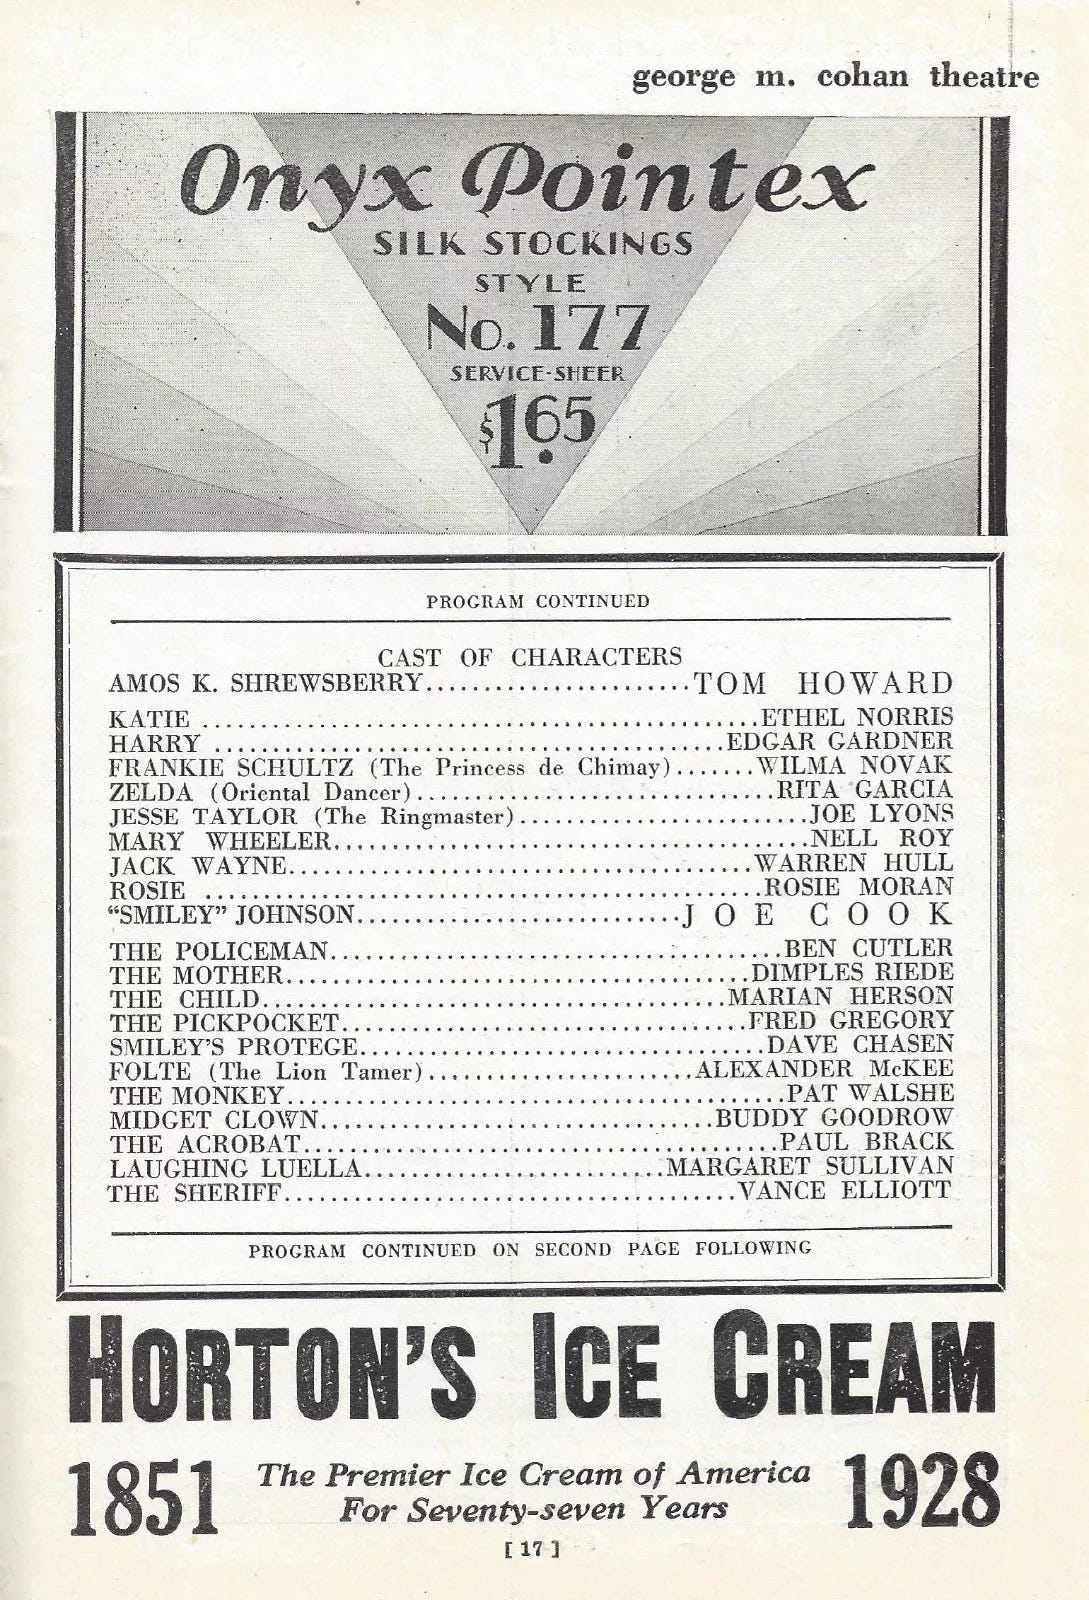 george m. cohan theatre
Onyx Pointex
SILK STOCKINGS
STYLE
No. 177
SERVICE-SHEER
$1.65
PROGRAM CONTINUED
CAST OF CHARACTERS
AMOS K. SHREWSBERRY.......................TOM HOWARD
KATIE ................................................ETHEL NORRIS
HARRY ............................................EDGAR GARDNER
FRANKIE SCHULTZ (The Princess de Chimay).......WILMA NOVAK
ZELDA (Oriental Dancer)...............................RITA GARCIA
JESSE TAYLOR (The Ringmaster).........................JOE LYONS
MARY WHEELER.........................................NELL ROY
JACK WAYNE........................................WARREN HULL
ROSIE ................................................ROSIE MORAN
"SMILEY" JOHNSON............................JOE COOK
THE POLICEMAN.......................................BEN CUTLER
THE MOTHER........................................DIMPLES RIEDE
THE CHILD........................................MARIAN HERSON
THE PICKPOCKET...................................FRED GREGORY
SMILEY'S PROTEGE...................................DAVE CHASEN
FOLTE (The Lion Tamer).......................ALEXANDER McKEE
THE MONKEY...........................................PAT WALSHE
MIDGET CLOWN..................................BUDDY GOODROW
THE ACROBAT.........................................PAUL BRACK
LAUGHING LUELLA..........................MARGARET SULLIVAN
THE SHERIFF.......................................VANCE ELLIOTT
PROGRAM CONTINUED ON SECOND PAGE FOLLOWING
HORTON'S ICE CREAM
1851 The Premier Ice Cream of America 1928
For Seventy-seven Years
[ 17 ]